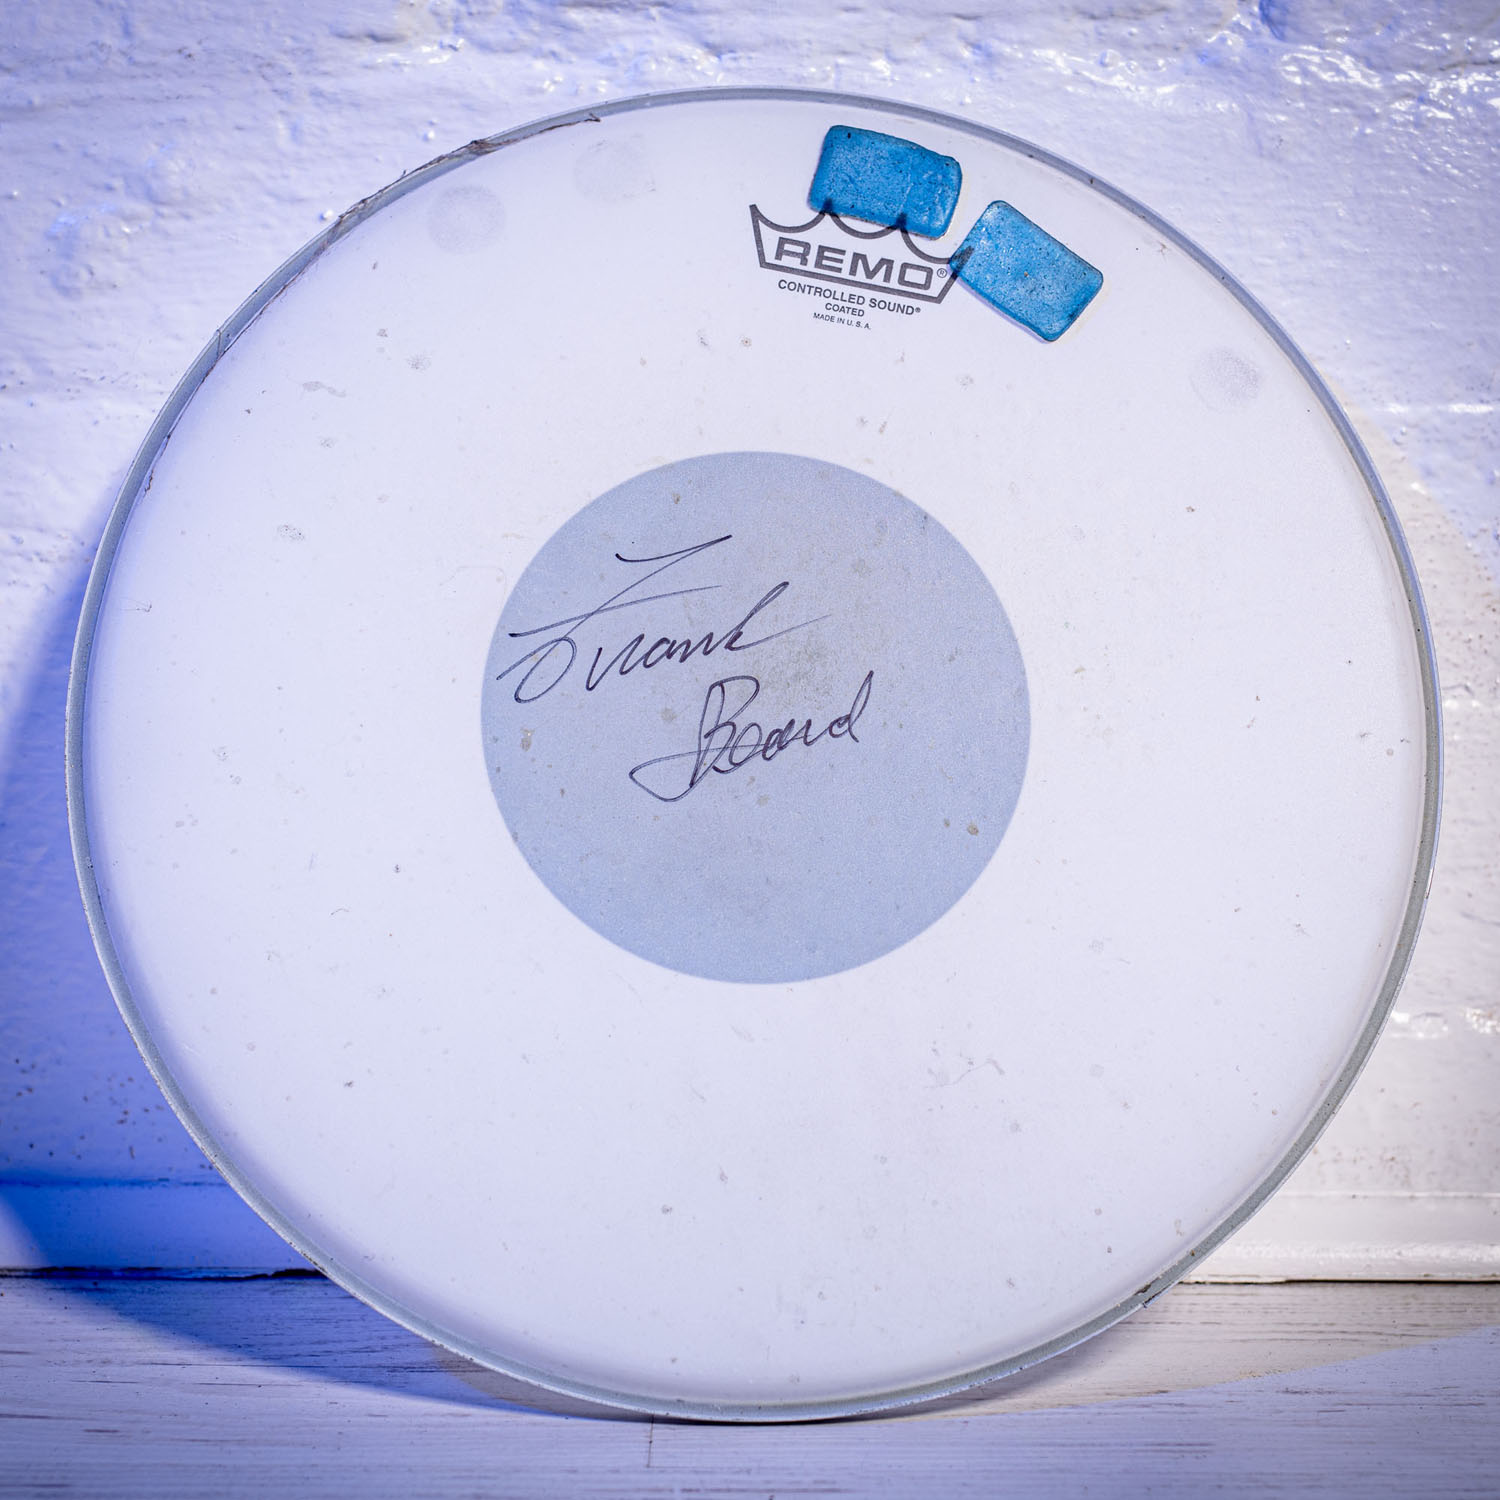 REMO®
CONTROLLED SOUND®
COATED
MADE IN U.S.A.
Frank
Beard